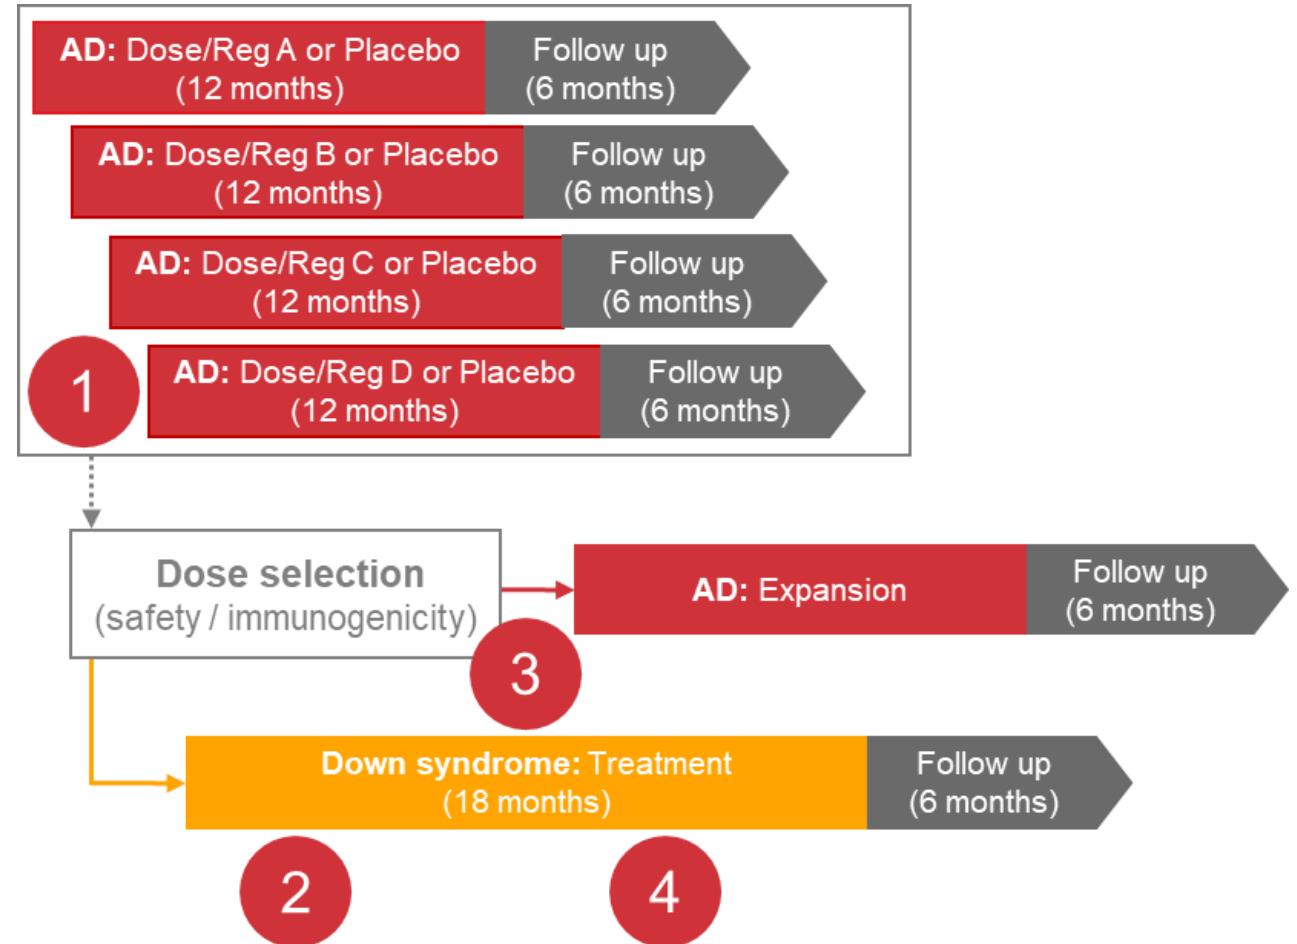 AD: Dose/Reg A or Placebo
(12 months)
Follow up
(6 months)
AD: Dose/Reg B or Placebo
(12 months)
Follow up
(6 months)
AD: Dose/Reg C or Placebo
(12 months)
Follow up
(6 months)
1
AD: Dose/Reg D or Placebo
(12 months)
Follow up
(6 months)
Dose selection
(safety / immunogenicity)
AD: Expansion
Follow up
(6 months)
3
Down syndrome: Treatment
(18 months)
Follow up
(6 months)
2
4